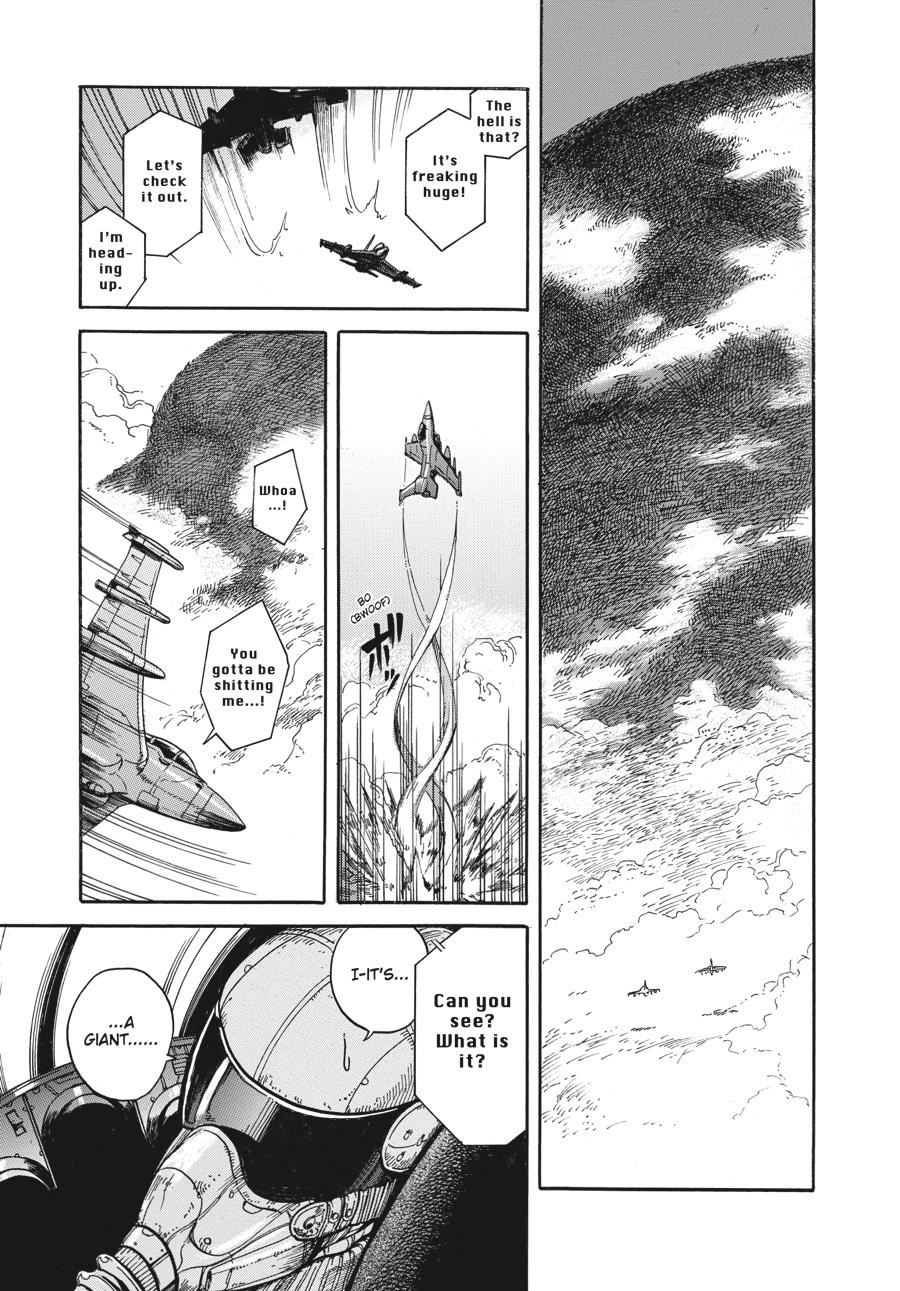 The
hell is
that?
It's
freaking
huge!
Let's
check
it out.
I'm
head-
ing
up.
BO
(BWOOF)
ボッ
Whoa
...!
You
gotta be
shitting
me...!
Can you
see?
What is
it?
I-IT'S...
...A
GIANT......